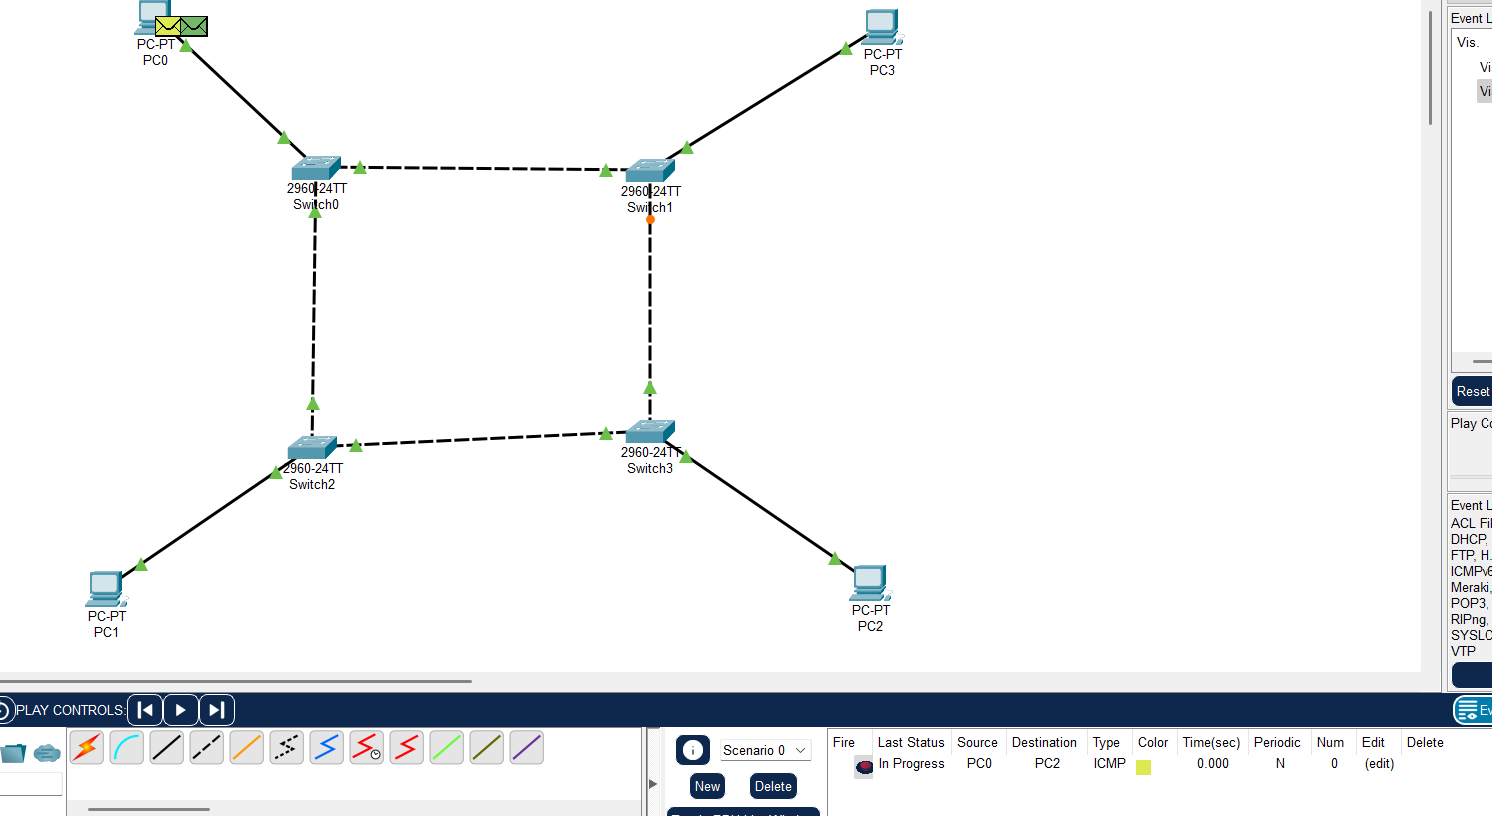 PC-PT
PC0
PC-PT
PC3
2960-24TT
Switch0
2960-24TT
Switch1
2960-24TT
Switch2
2960-24TT
Switch3
PC-PT
PC1
PC-PT
PC2
Event L
Vis.
Vi
Vi
Reset
Play Co
Event L
ACL Fil
DHCP,
FTP, H.
ICMPv6
Meraki,
POP3,
RIPng,
SYSLO
VTP
PLAY CONTROLS:
Ev
Scenario 0
New
Delete
Fire Last Status Source Destination Type Color Time(sec) Periodic Num Edit Delete
In Progress PC0 PC2 ICMP 0.000 N 0 (edit)